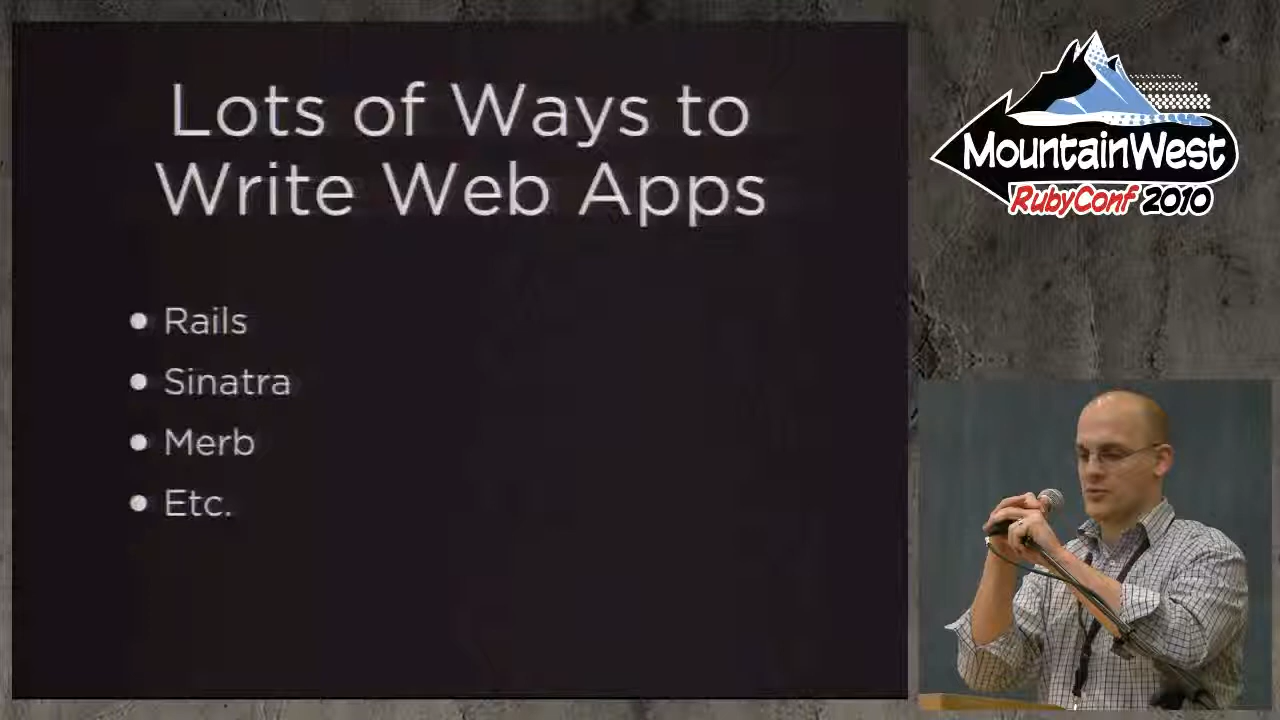 Lots of Ways to
Write Web Apps
• Rails
• Sinatra
• Merb
• Etc.
MountainWest
RubyConf 2010